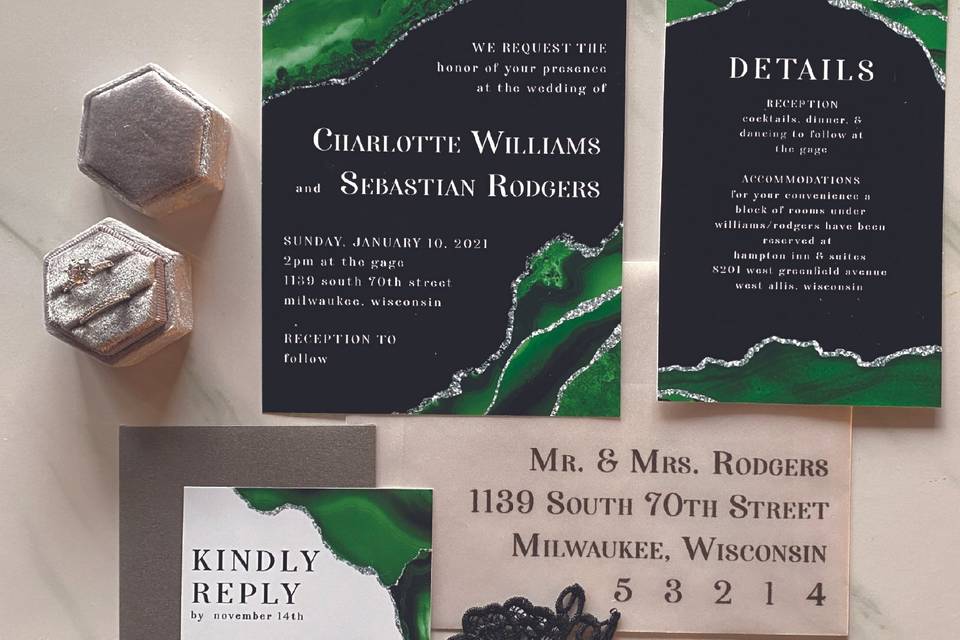 WE REQUEST THE
honor of your presence
at the wedding of
CHARLOTTE WILLIAMS
and SEBASTIAN RODGERS
SUNDAY, JANUARY 10, 2021
2pm at the gage
1139 south 70th street
milwaukee, wisconsin
RECEPTION TO
follow
DETAILS
RECEPTION
cocktails, dinner, &
dancing to follow at
the gage
ACCOMMODATIONS
for your convenience a
block of rooms under
williams/rodgers have been
reserved at
hampton inn & suites
8201 west greenfield avenue
west allis, wisconsin
MR. & MRS. RODGERS
1139 SOUTH 70TH STREET
MILWAUKEE, WISCONSIN
5 3 2 1 4
KINDLY
REPLY
by november 14th